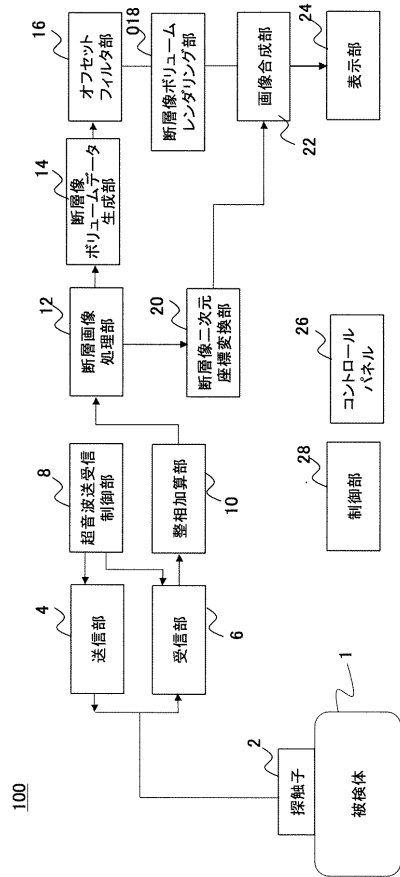 100
1
被検体
2
探触子
4
送信部
6
受信部
8
超音波送受信
制御部
10
整相加算部
12
断層画像
処理部
14
断層像
ボリュームデータ
生成部
16
オフセット
フィルタ部
018
断層像ボリューム
レンダリング部
20
断層像二次元
座標変換部
22
画像合成部
24
表示部
26
コントロール
パネル
28
制御部